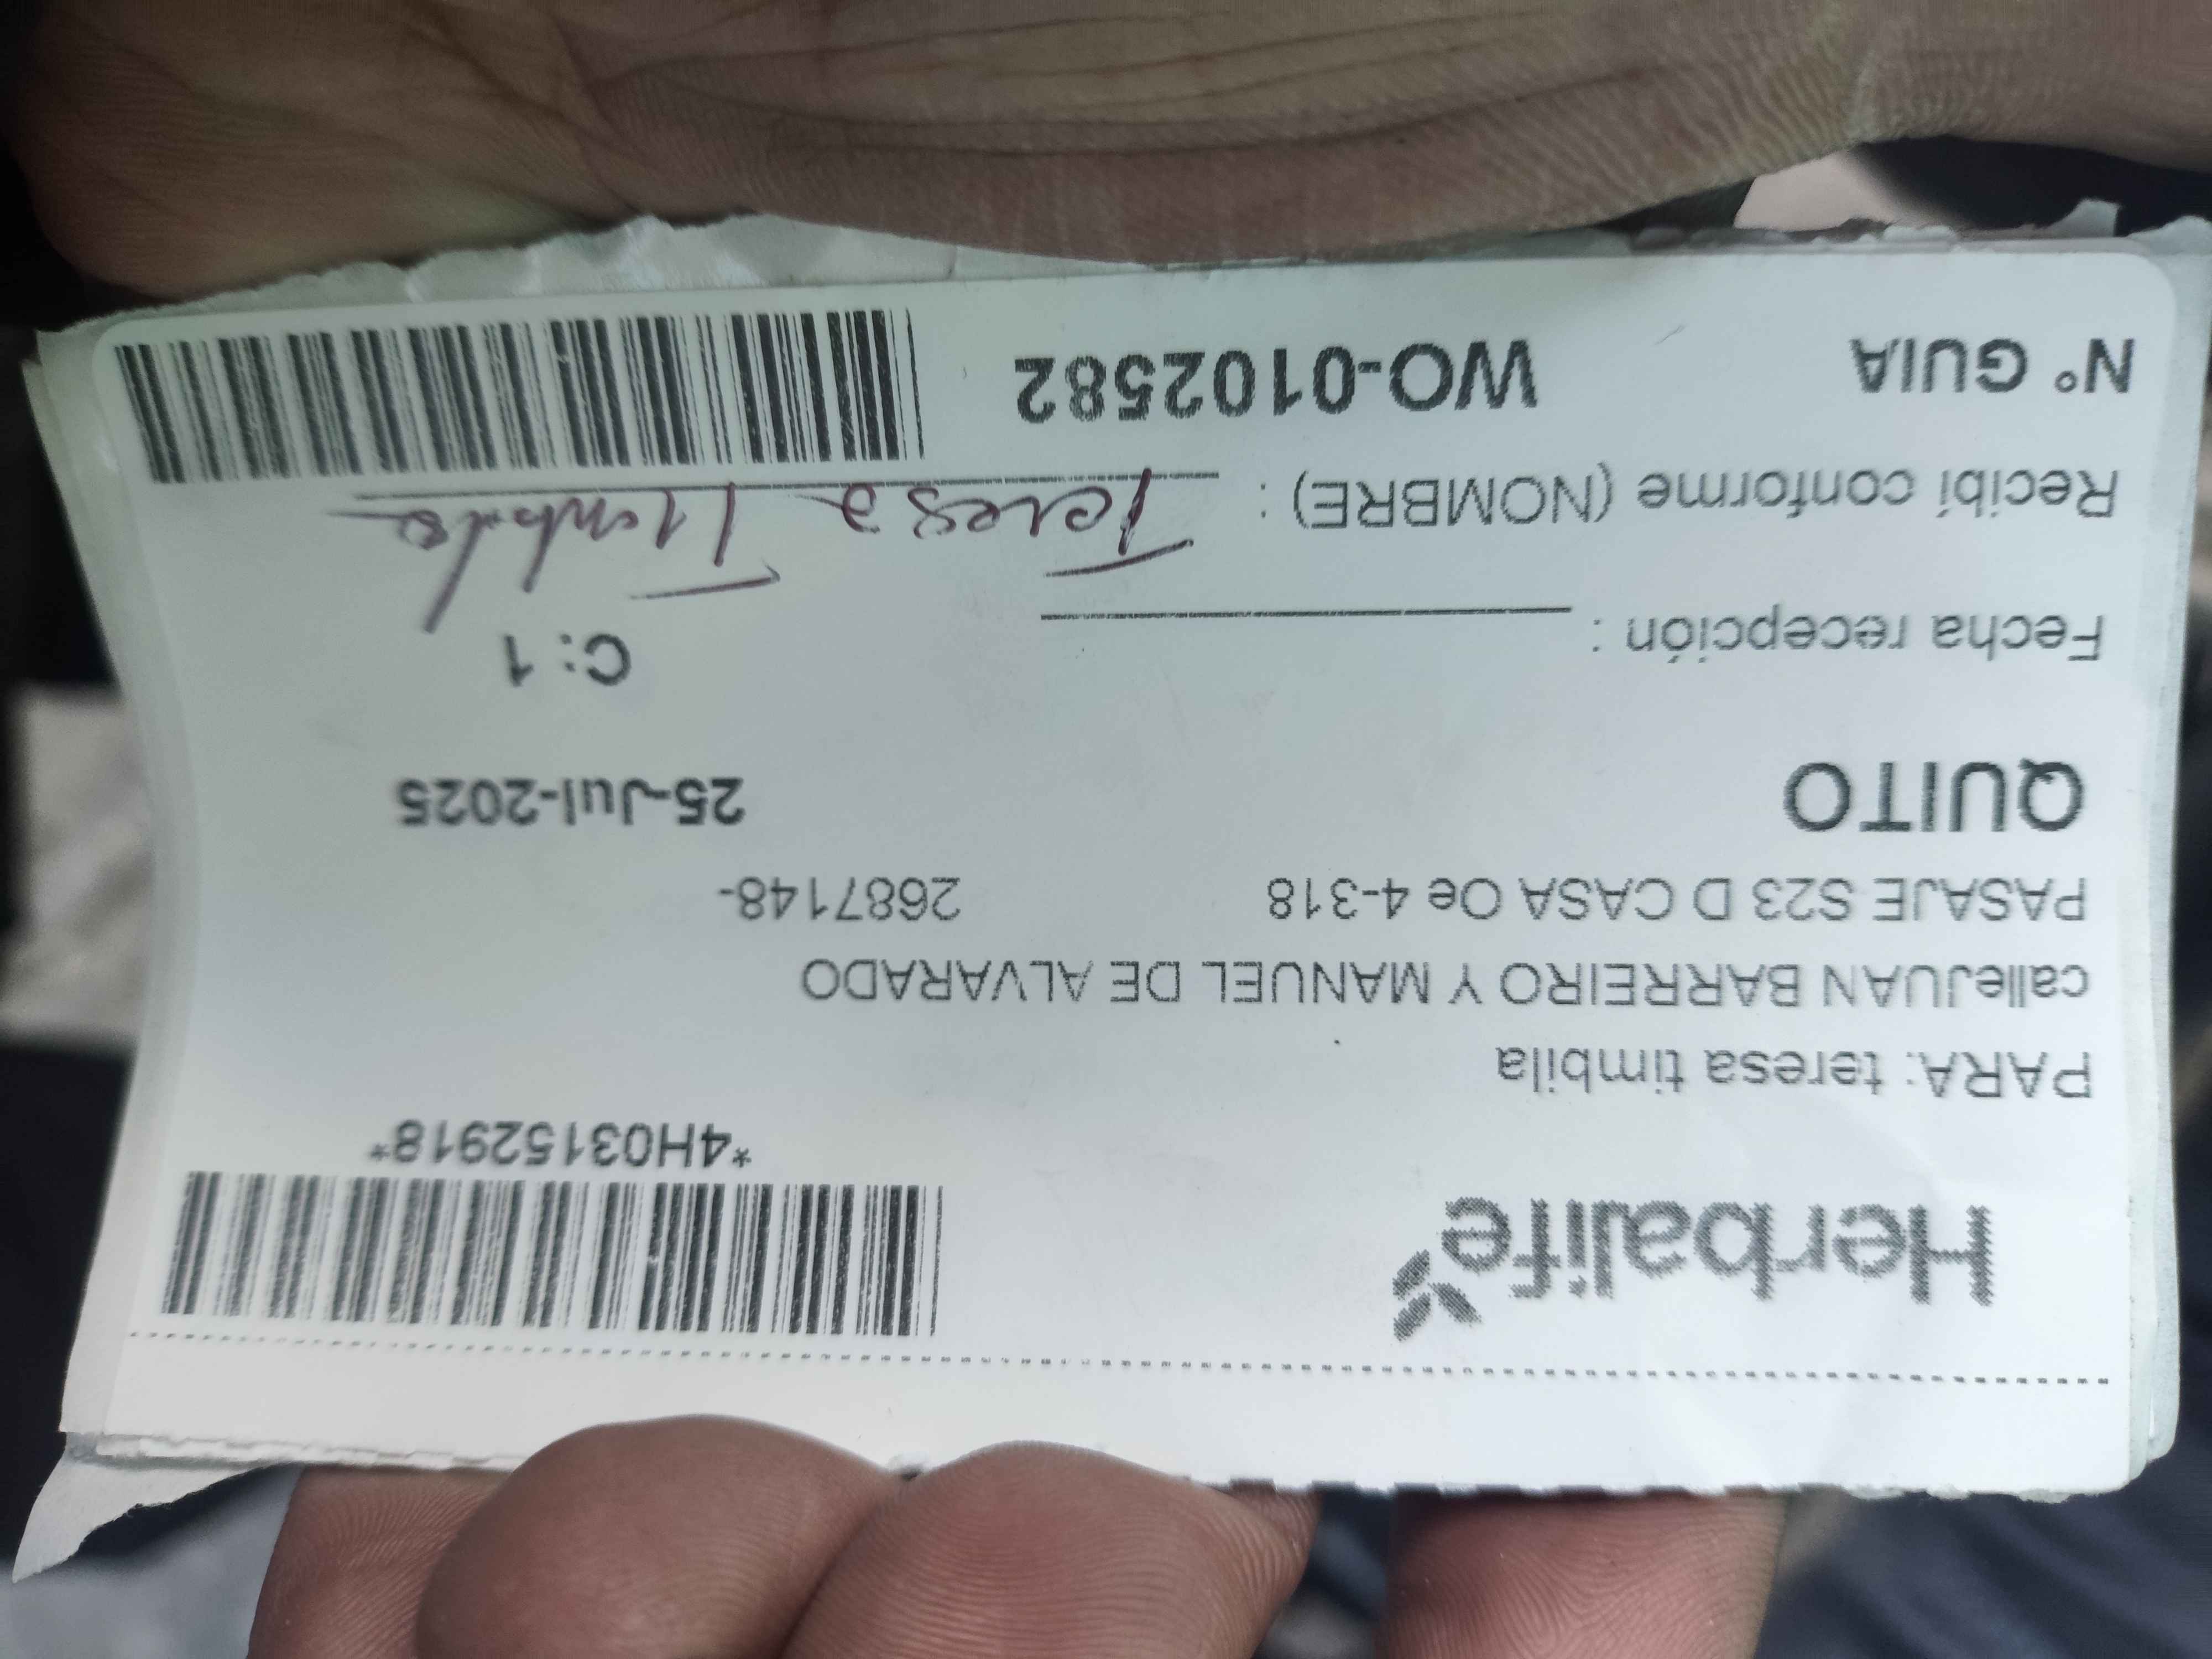 Herbalife
*4H03152918*
PARA: teresa timbila
calleJUAN BARREIRO Y MANUEL DE ALVARADO
PASAJE S23 D CASA Oe 4-318 2687148-
QUITO 25-Jul-2025
Fecha recepción : C: 1
Recibí conforme (NOMBRE) : Teresa Timbila
N° GUIA WO-0102582